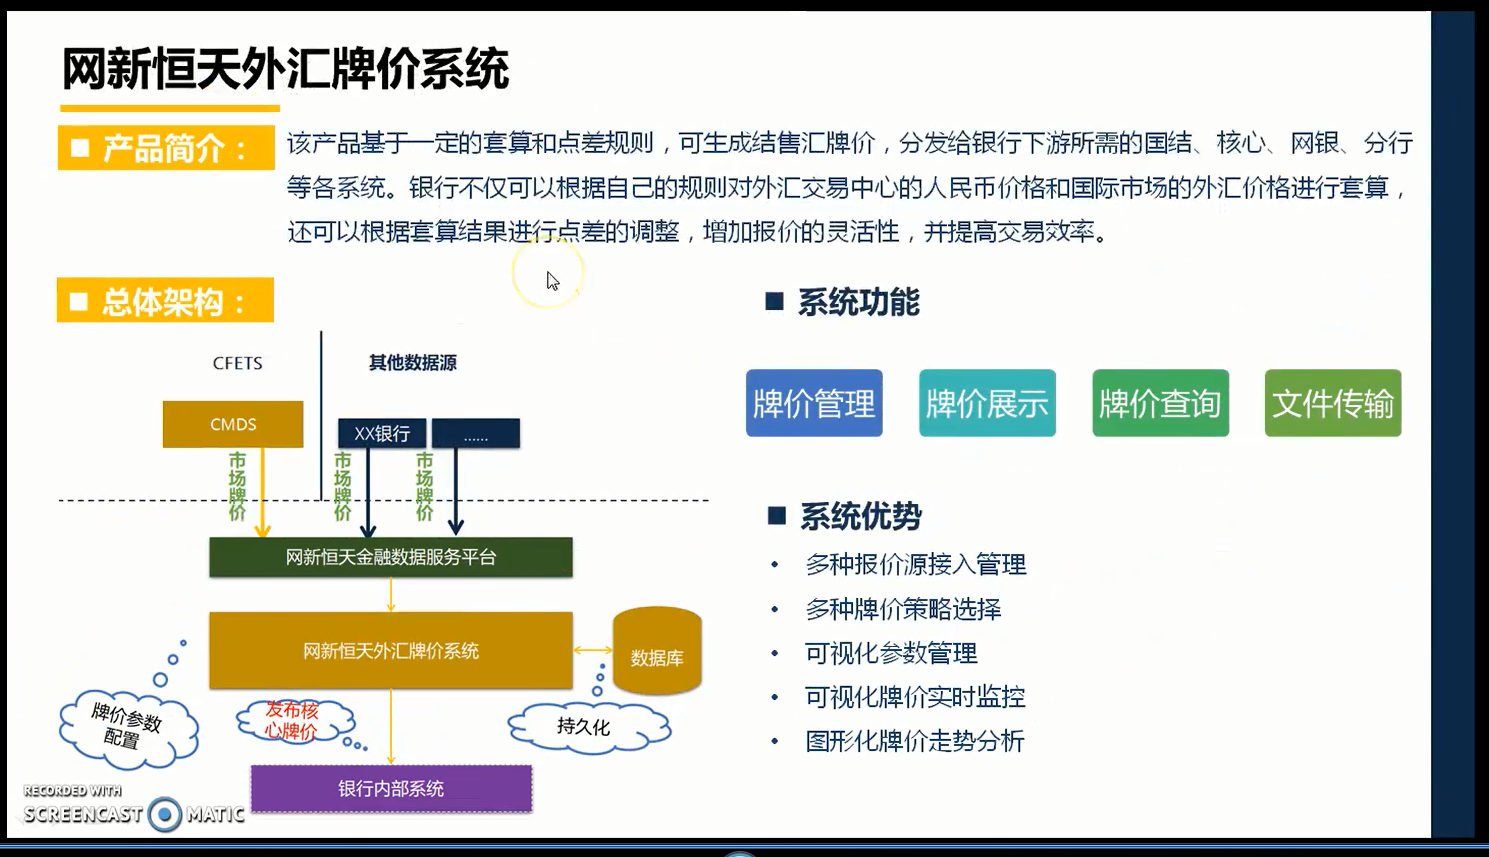 网新恒天外汇牌价系统
产品简介：
该产品基于一定的套算和点差规则，可生成结售汇牌价，分发给银行下游所需的国结、核心、网银、分行
等各系统。银行不仅可以根据自己的规则对外汇交易中心的人民币价格和国际市场的外汇价格进行套算，
还可以根据套算结果进行点差的调整，增加报价的灵活性，并提高交易效率。
总体架构：
CFETS
其他数据源
CMDS
XX银行
......
市场牌价
市场牌价
市场牌价
网新恒天金融数据服务平台
网新恒天外汇牌价系统
数据库
牌价参数
配置
发布核
心牌价
持久化
银行内部系统
系统功能
牌价管理
牌价展示
牌价查询
文件传输
系统优势
• 多种报价源接入管理
• 多种牌价策略选择
• 可视化参数管理
• 可视化牌价实时监控
• 图形化牌价走势分析
RECORDED WITH
SCREENCAST MATIC